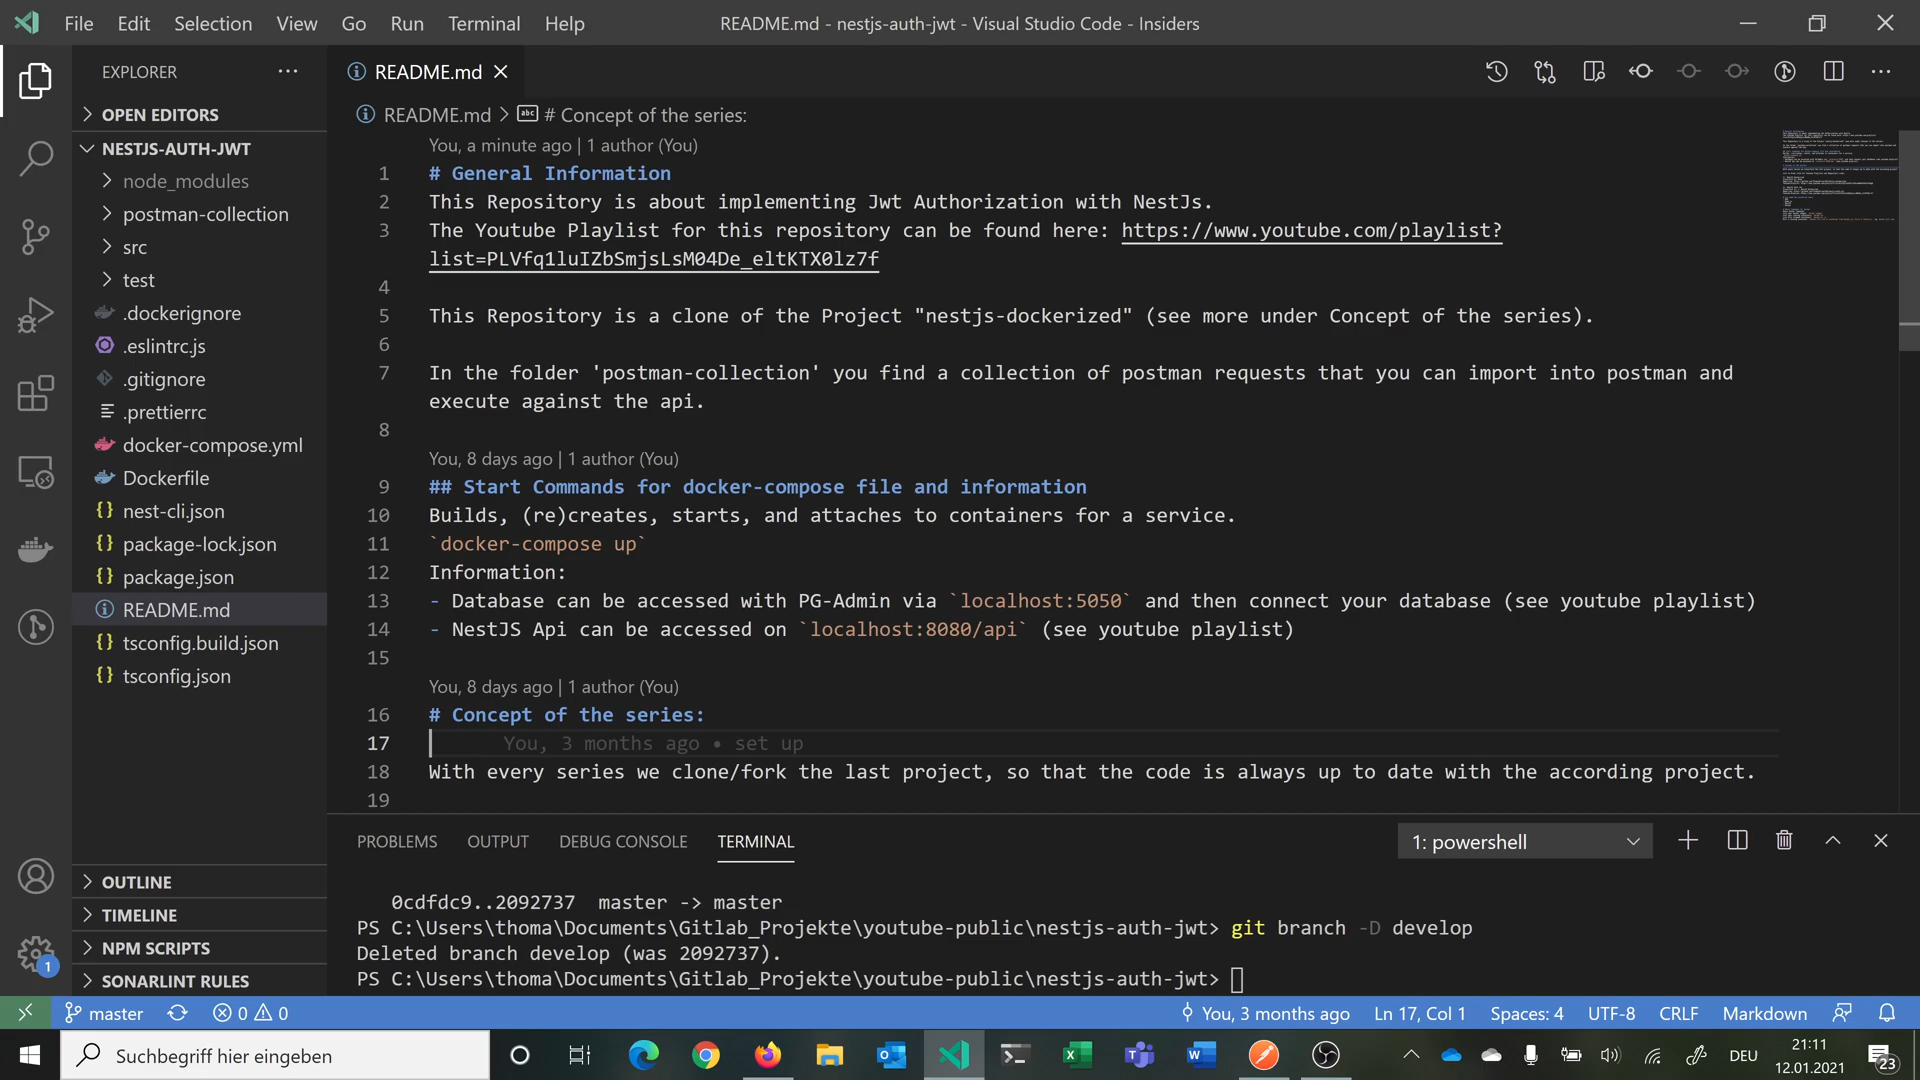 File Edit Selection View Go Run Terminal Help
README.md - nestjs-auth-jwt - Visual Studio Code - Insiders
EXPLORER
OPEN EDITORS
NESTJS-AUTH-JWT
node_modules
postman-collection
src
test
.dockerignore
.eslintrc.js
.gitignore
.prettierrc
docker-compose.yml
Dockerfile
nest-cli.json
package-lock.json
package.json
README.md
tsconfig.build.json
tsconfig.json
OUTLINE
TIMELINE
NPM SCRIPTS
SONARLINT RULES
1
README.md
README.md > # Concept of the series:
You, a minute ago | 1 author (You)
1 # General Information
2 This Repository is about implementing Jwt Authorization with NestJs.
3 The Youtube Playlist for this repository can be found here: https://www.youtube.com/playlist?
list=PLVfq1luIZbSmjsLsM04De_eltKTX0lz7f
4
5 This Repository is a clone of the Project "nestjs-dockerized" (see more under Concept of the series).
6
7 In the folder 'postman-collection' you find a collection of postman requests that you can import into postman and
execute against the api.
8
You, 8 days ago | 1 author (You)
9 ## Start Commands for docker-compose file and information
10 Builds, (re)creates, starts, and attaches to containers for a service.
11 `docker-compose up`
12 Information:
13 - Database can be accessed with PG-Admin via `localhost:5050` and then connect your database (see youtube playlist)
14 - NestJS Api can be accessed on `localhost:8080/api` (see youtube playlist)
15
You, 8 days ago | 1 author (You)
16 # Concept of the series:
17 You, 3 months ago • set up
18 With every series we clone/fork the last project, so that the code is always up to date with the according project.
19
PROBLEMS OUTPUT DEBUG CONSOLE TERMINAL
1: powershell
0cdfdc9..2092737 master -> master
PS C:\Users\thoma\Documents\Gitlab_Projekte\youtube-public\nestjs-auth-jwt> git branch -D develop
Deleted branch develop (was 2092737).
PS C:\Users\thoma\Documents\Gitlab_Projekte\youtube-public\nestjs-auth-jwt>
master 0 0 You, 3 months ago Ln 17, Col 1 Spaces: 4 UTF-8 CRLF Markdown
Suchbegriff hier eingeben
DEU
21:11
12.01.2021
23